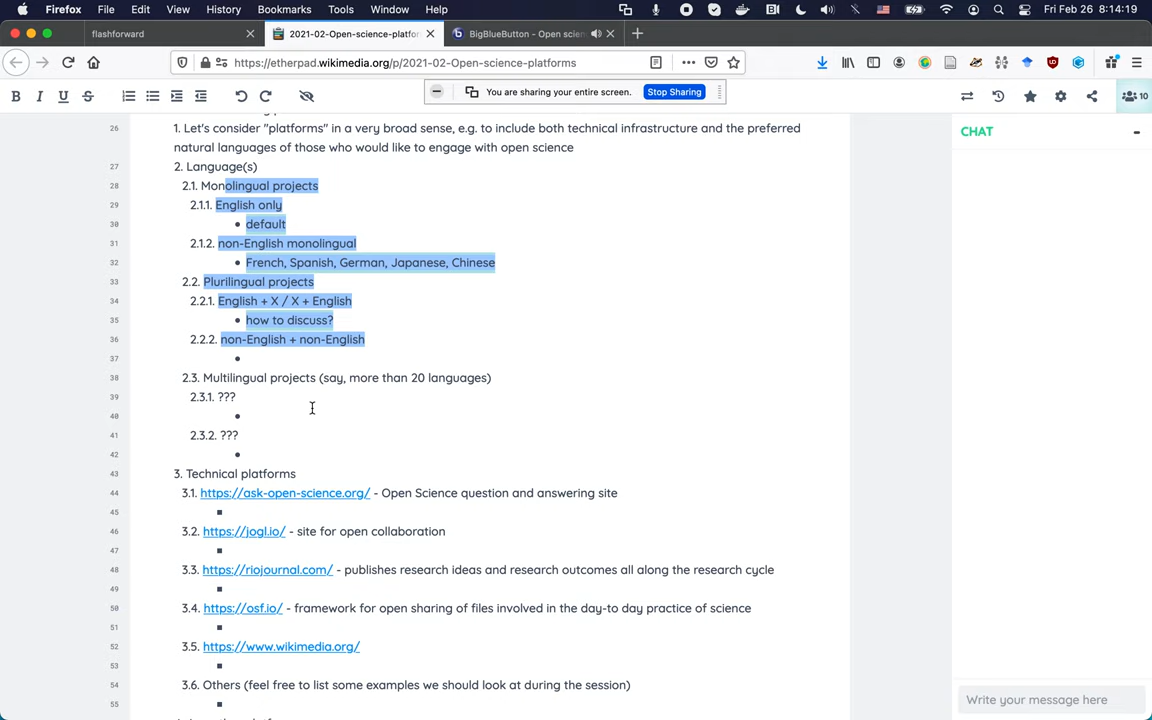 Firefox File Edit View History Bookmarks Tools Window Help Fri Feb 26 8:14:19
flashforward
2021-02-Open-science-platfor
BigBlueButton - Open scien
https://etherpad.wikimedia.org/p/2021-02-Open-science-platforms
You are sharing your entire screen. Stop Sharing
B I U S
10
26 1. Let's consider "platforms" in a very broad sense, e.g. to include both technical infrastructure and the preferred
natural languages of those who would like to engage with open science
27 2. Language(s)
28 2.1. Monolingual projects
29 2.1.1. English only
30 • default
31 2.1.2. non-English monolingual
32 • French, Spanish, German, Japanese, Chinese
33 2.2. Plurilingual projects
34 2.2.1. English + X / X + English
35 • how to discuss?
36 2.2.2. non-English + non-English
37 •
38 2.3. Multilingual projects (say, more than 20 languages)
39 2.3.1. ???
40 •
41 2.3.2. ???
42 •
43 3. Technical platforms
44 3.1. https://ask-open-science.org/ - Open Science question and answering site
45 ▪
46 3.2. https://jogl.io/ - site for open collaboration
47 ▪
48 3.3. https://riojournal.com/ - publishes research ideas and research outcomes all along the research cycle
49 ▪
50 3.4. https://osf.io/ - framework for open sharing of files involved in the day-to day practice of science
51 ▪
52 3.5. https://www.wikimedia.org/
53 ▪
54 3.6. Others (feel free to list some examples we should look at during the session)
55 ▪
CHAT
Write your message here